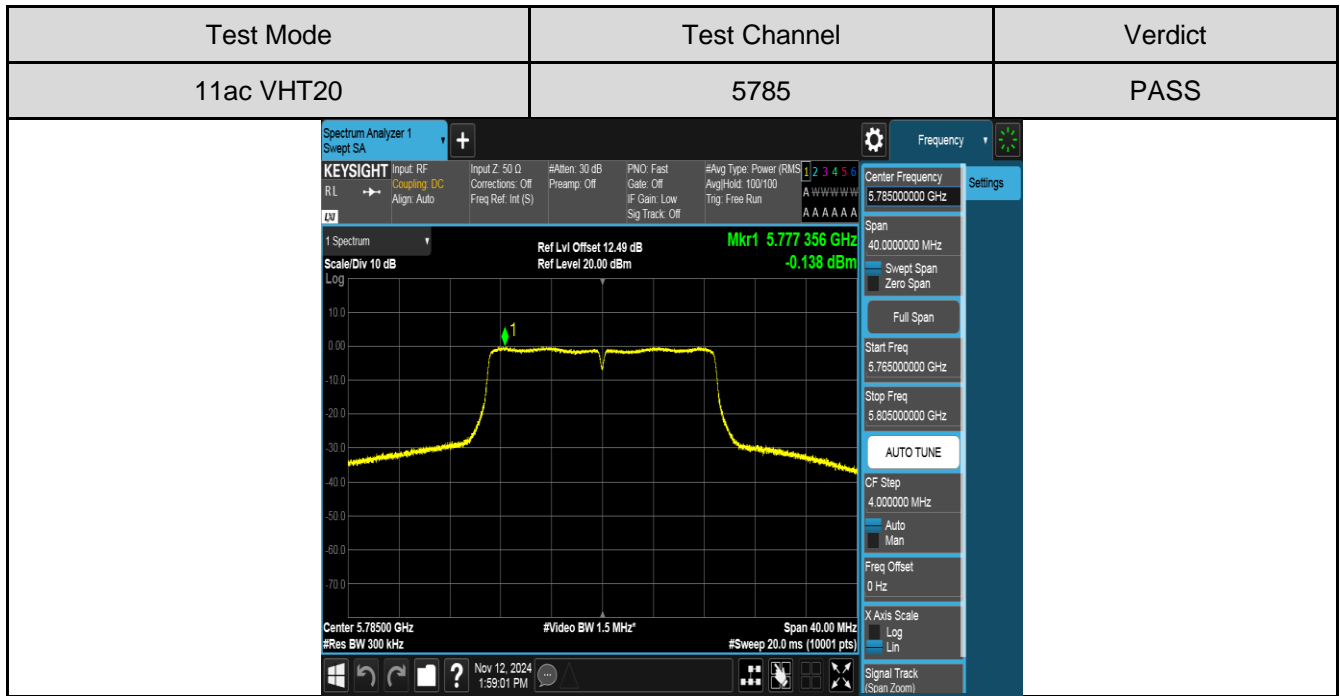 Test Mode
Test Channel
Verdict
11ac VHT20
5785
PASS
Spectrum Analyzer 1
Swept SA
+
Frequency
KEYSIGHT
RL
LXI
Input: RF
Coupling: DC
Align: Auto
Input Z: 50 Ω
Corrections: Off
Freq Ref: Int (S)
#Atten: 30 dB
Preamp: Off
PNO: Fast
Gate: Off
IF Gain: Low
Sig Track: Off
#Avg Type: Power (RMS
Avg|Hold: 100/100
Trig: Free Run
1 2 3 4 5 6
A W W W W W
A A A A A A
1 Spectrum
Scale/Div 10 dB
Log
Ref Lvl Offset 12.49 dB
Ref Level 20.00 dBm
Mkr1 5.777 356 GHz
-0.138 dBm
10.0
0.00
-10.0
-20.0
-30.0
-40.0
-50.0
-60.0
-70.0
1
Center 5.78500 GHz
#Res BW 300 kHz
#Video BW 1.5 MHz*
Span 40.00 MHz
#Sweep 20.0 ms (10001 pts)
?
Nov 12, 2024
1:59:01 PM
Center Frequency
5.785000000 GHz
Settings
Span
40.0000000 MHz
Swept Span
Zero Span
Full Span
Start Freq
5.765000000 GHz
Stop Freq
5.805000000 GHz
AUTO TUNE
CF Step
4.000000 MHz
Auto
Man
Freq Offset
0 Hz
X Axis Scale
Log
Lin
Signal Track
(Span Zoom)